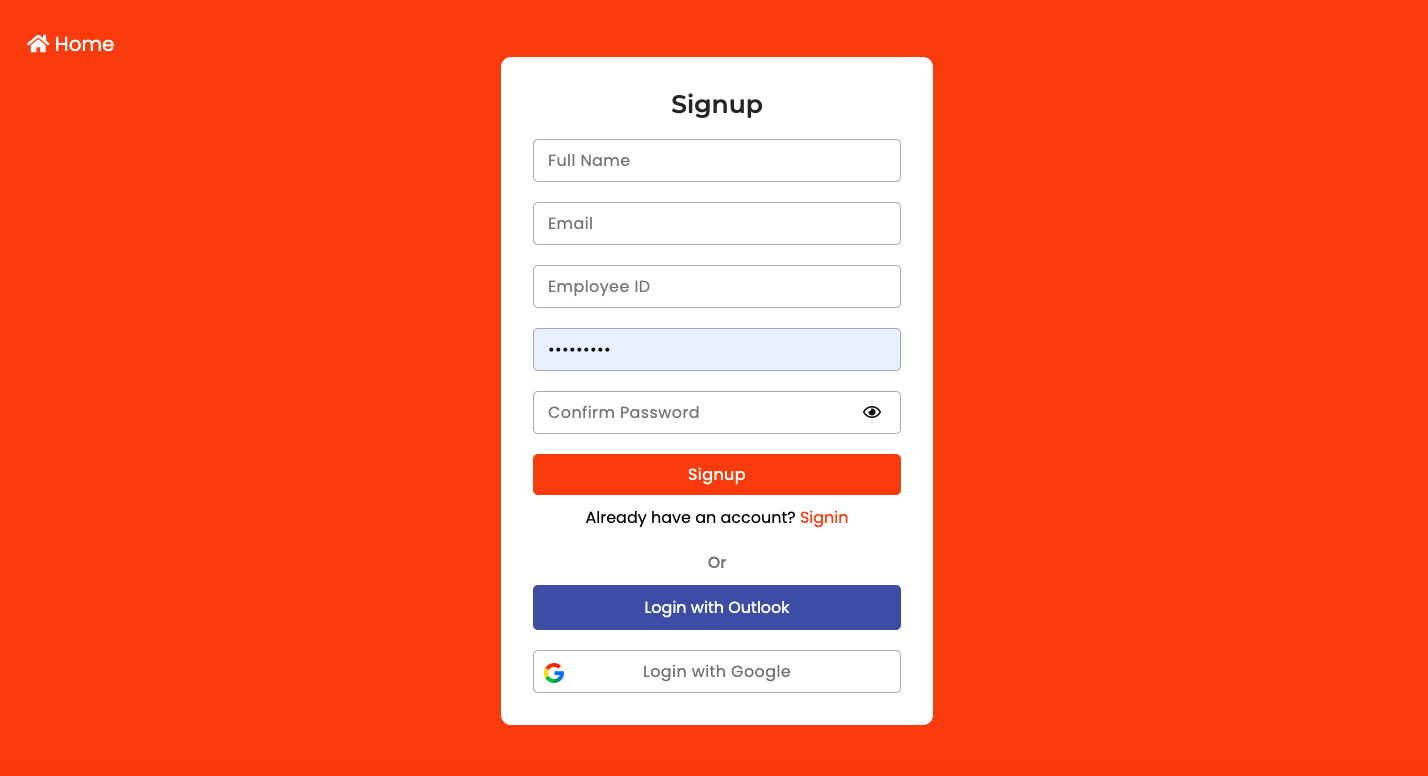 Home
Signup
Full Name
Email
Employee ID
•••••••••
Confirm Password
Signup
Already have an account? Signin
Or
Login with Outlook
Login with Google